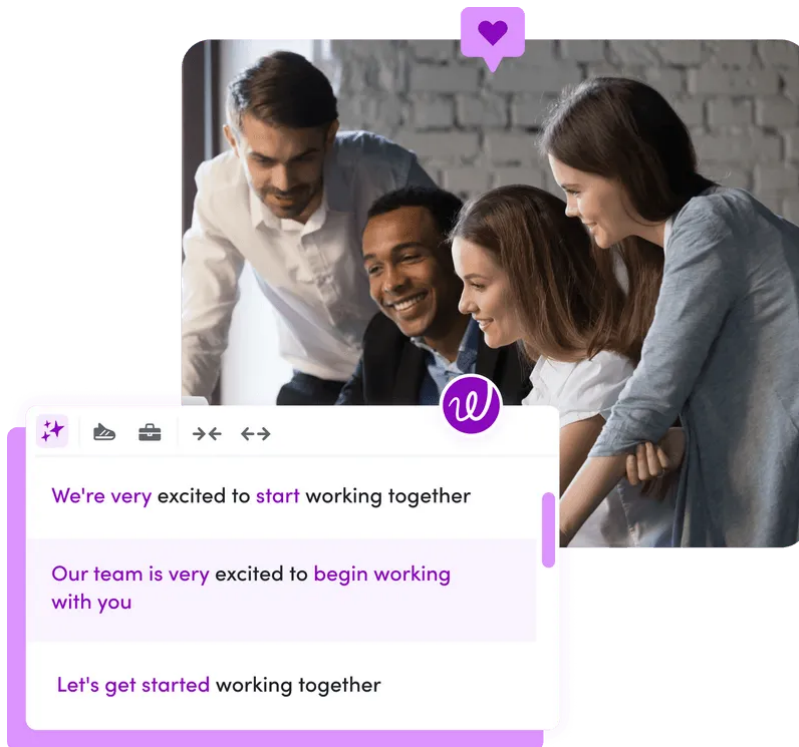 We're very excited to start working together
Our team is very excited to begin working
with you
Let's get started working together